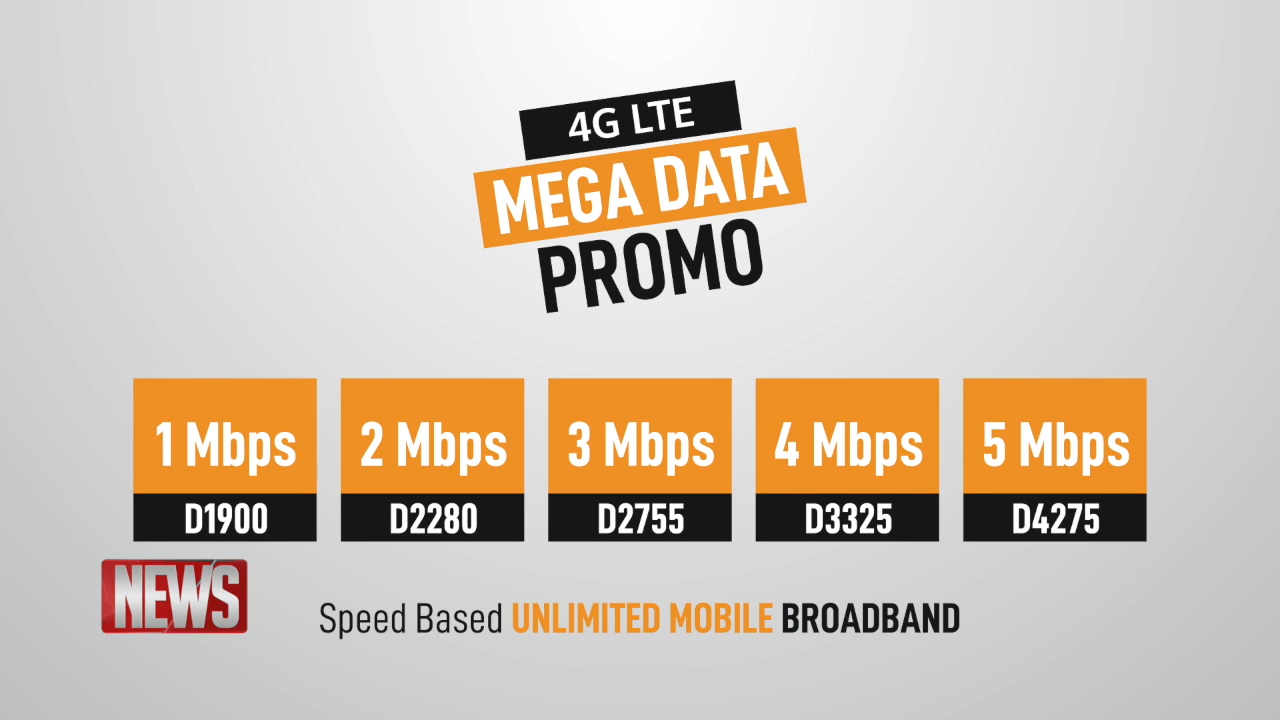 4G LTE
MEGA DATA
PROMO
1 Mbps
D1900
2 Mbps
D2280
3 Mbps
D2755
4 Mbps
D3325
5 Mbps
D4275
NEWS
Speed Based UNLIMITED MOBILE BROADBAND